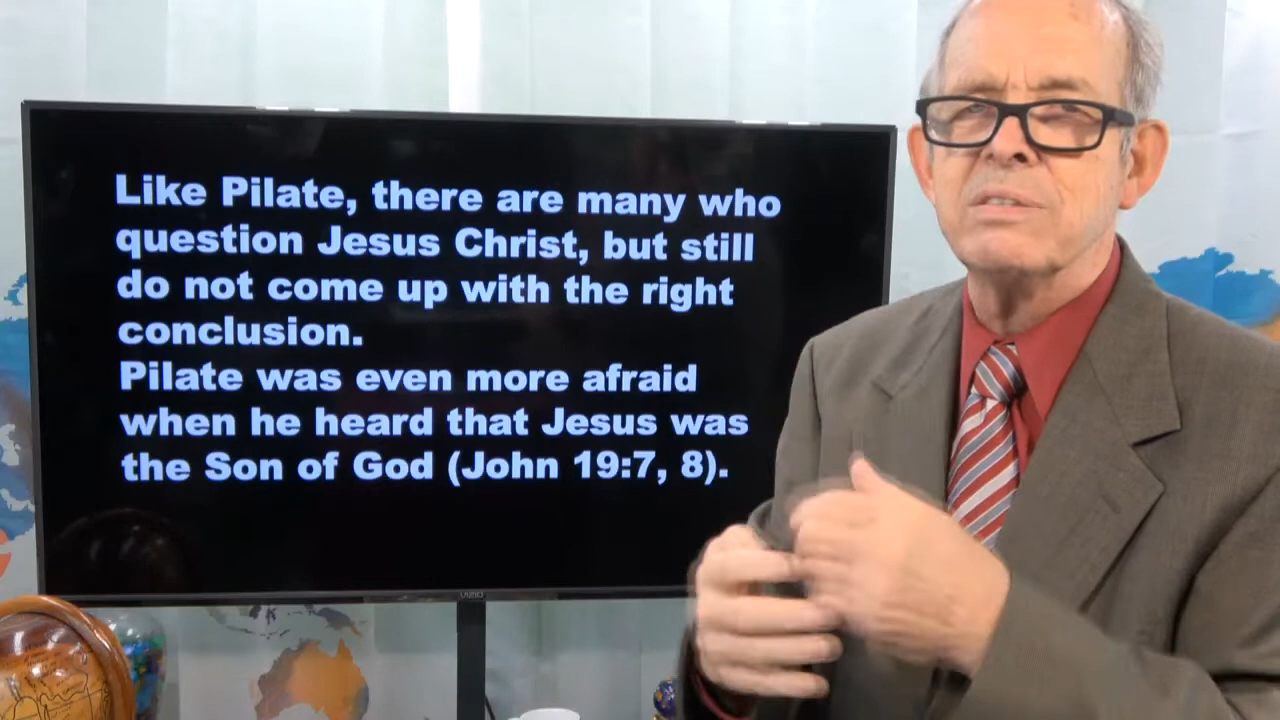 Like Pilate, there are many who
question Jesus Christ, but still
do not come up with the right
conclusion.
Pilate was even more afraid
when he heard that Jesus was
the Son of God (John 19:7, 8).
VIZIO